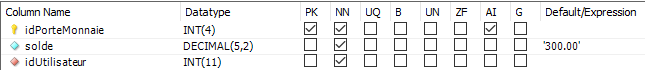 Column Name Datatype PK NN UQ B UN ZF AI G Default/Expression
idPorteMonnaie INT(4)
solde DECIMAL(5,2) '300.00'
idUtilisateur INT(11)